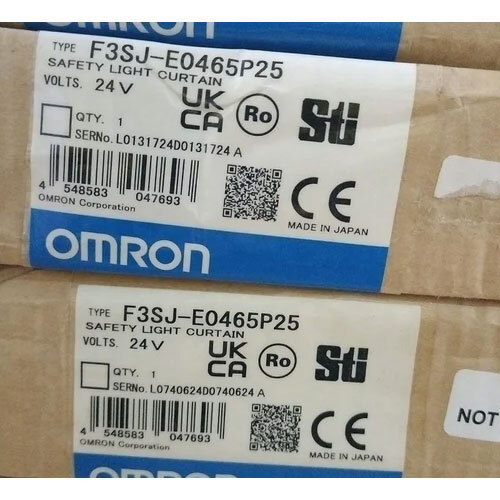 OMRON
TYPE F3SJ-E0465P25
SAFETY LIGHT CURTAIN
VOLTS. 24V
UK
CA
Ro
Sti
QTY. 1
SERNo. L0131724D0131724 A
4 548583 047693
OMRON Corporation
CE
MADE IN JAPAN
OMRON
TYPE F3SJ-E0465P25
SAFETY LIGHT CURTAIN
VOLTS. 24V
UK
CA
Ro
Sti
QTY. 1
SERNo. L0740624D0740624 A
4 548583 047693
OMRON Corporation
CE
MADE IN JAPAN
NOT
OMRON